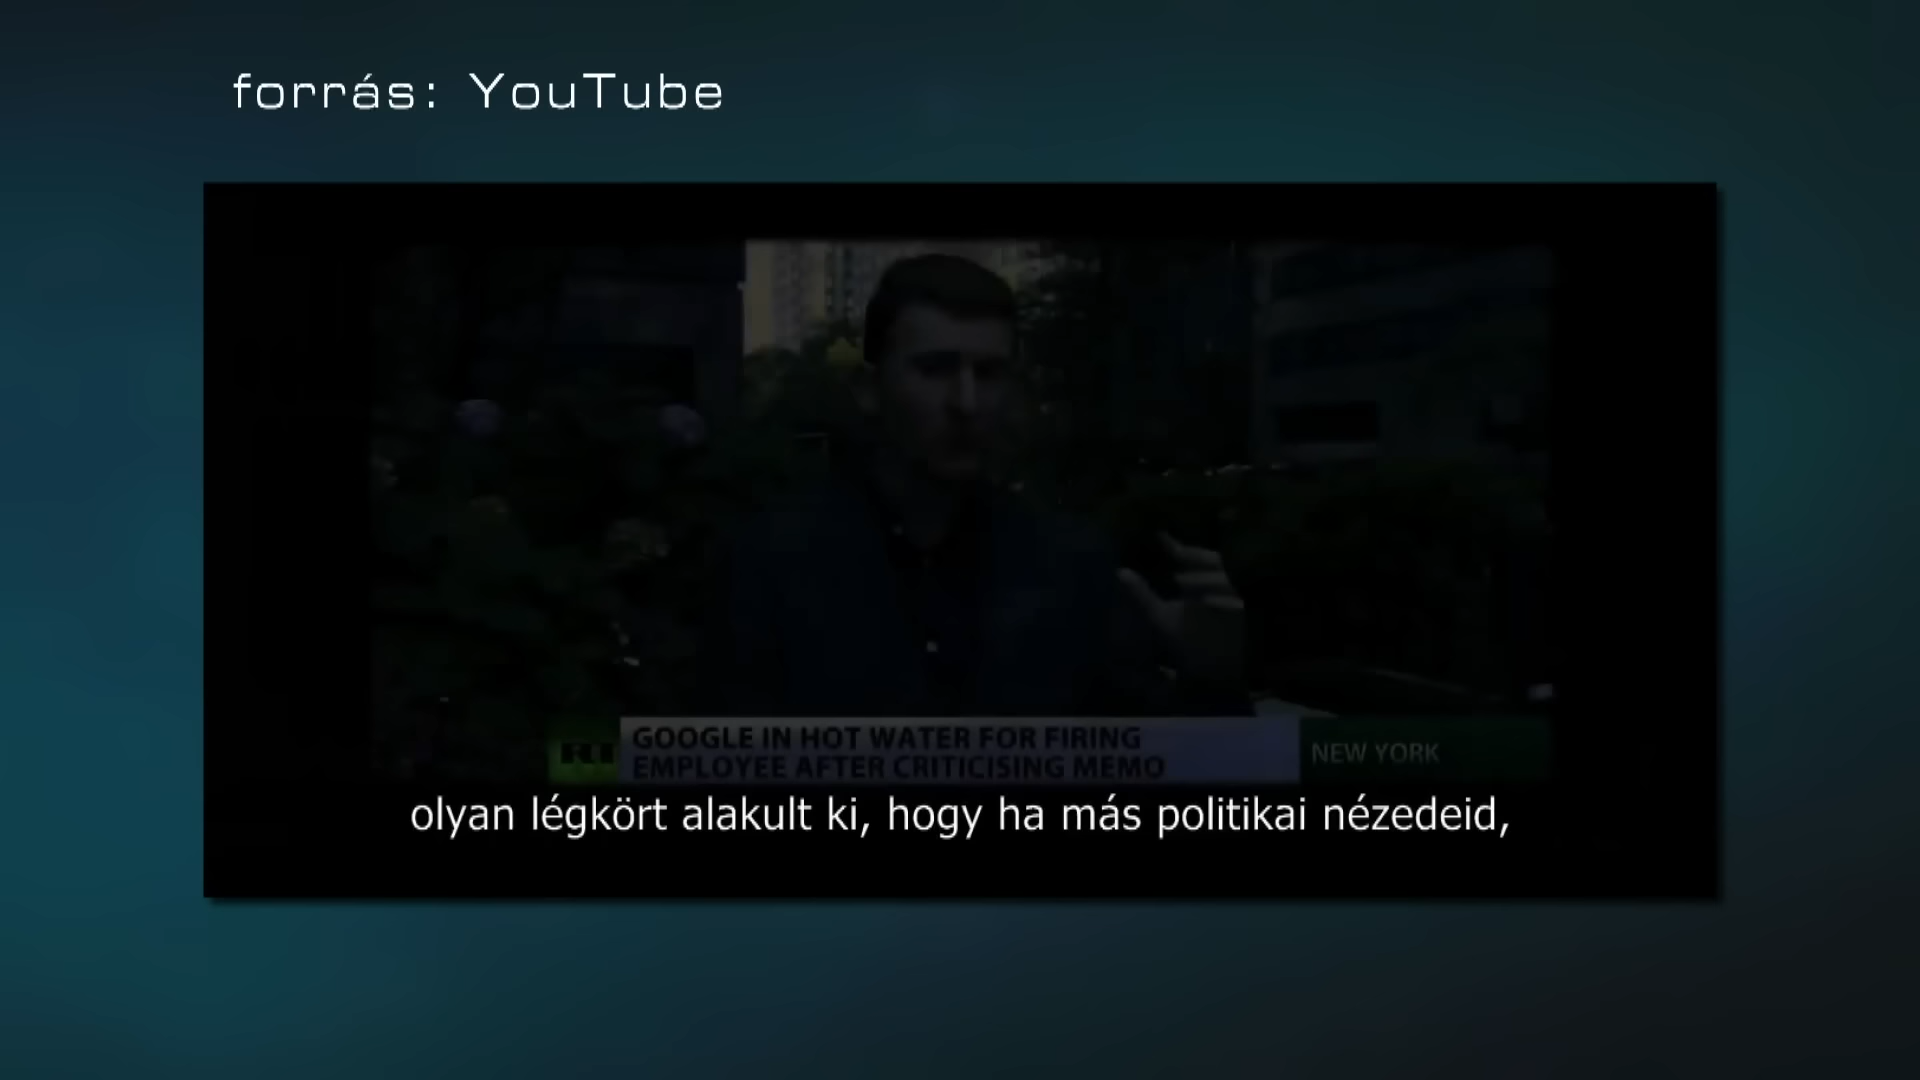 forrás: YouTube
RT
GOOGLE IN HOT WATER FOR FIRING
EMPLOYEE AFTER CRITICISING MEMO
NEW YORK
olyan légkört alakult ki, hogy ha más politikai nézedeid,